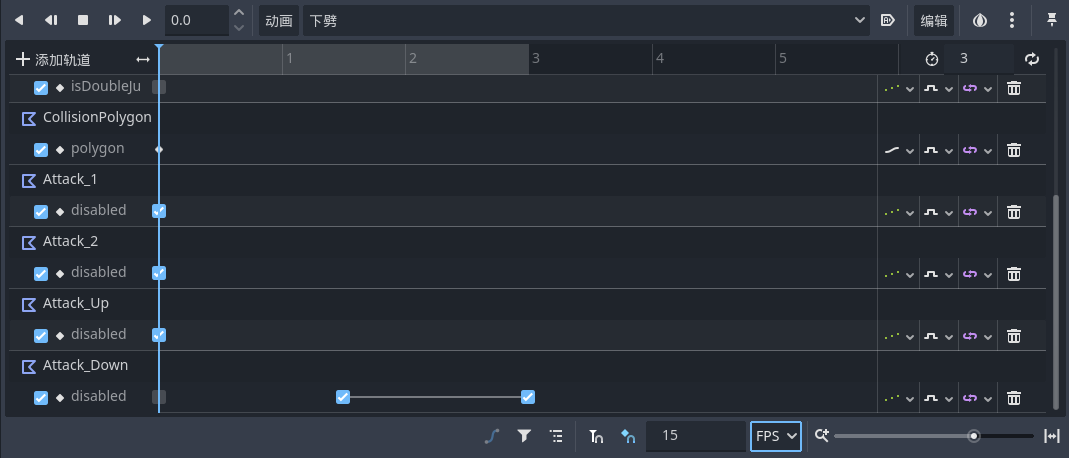 0.0 动画 下劈 编辑
添加轨道 1 2 3 4 5 3
isDoubleJu
CollisionPolygon
polygon
Attack_1
disabled
Attack_2
disabled
Attack_Up
disabled
Attack_Down
disabled
15 FPS